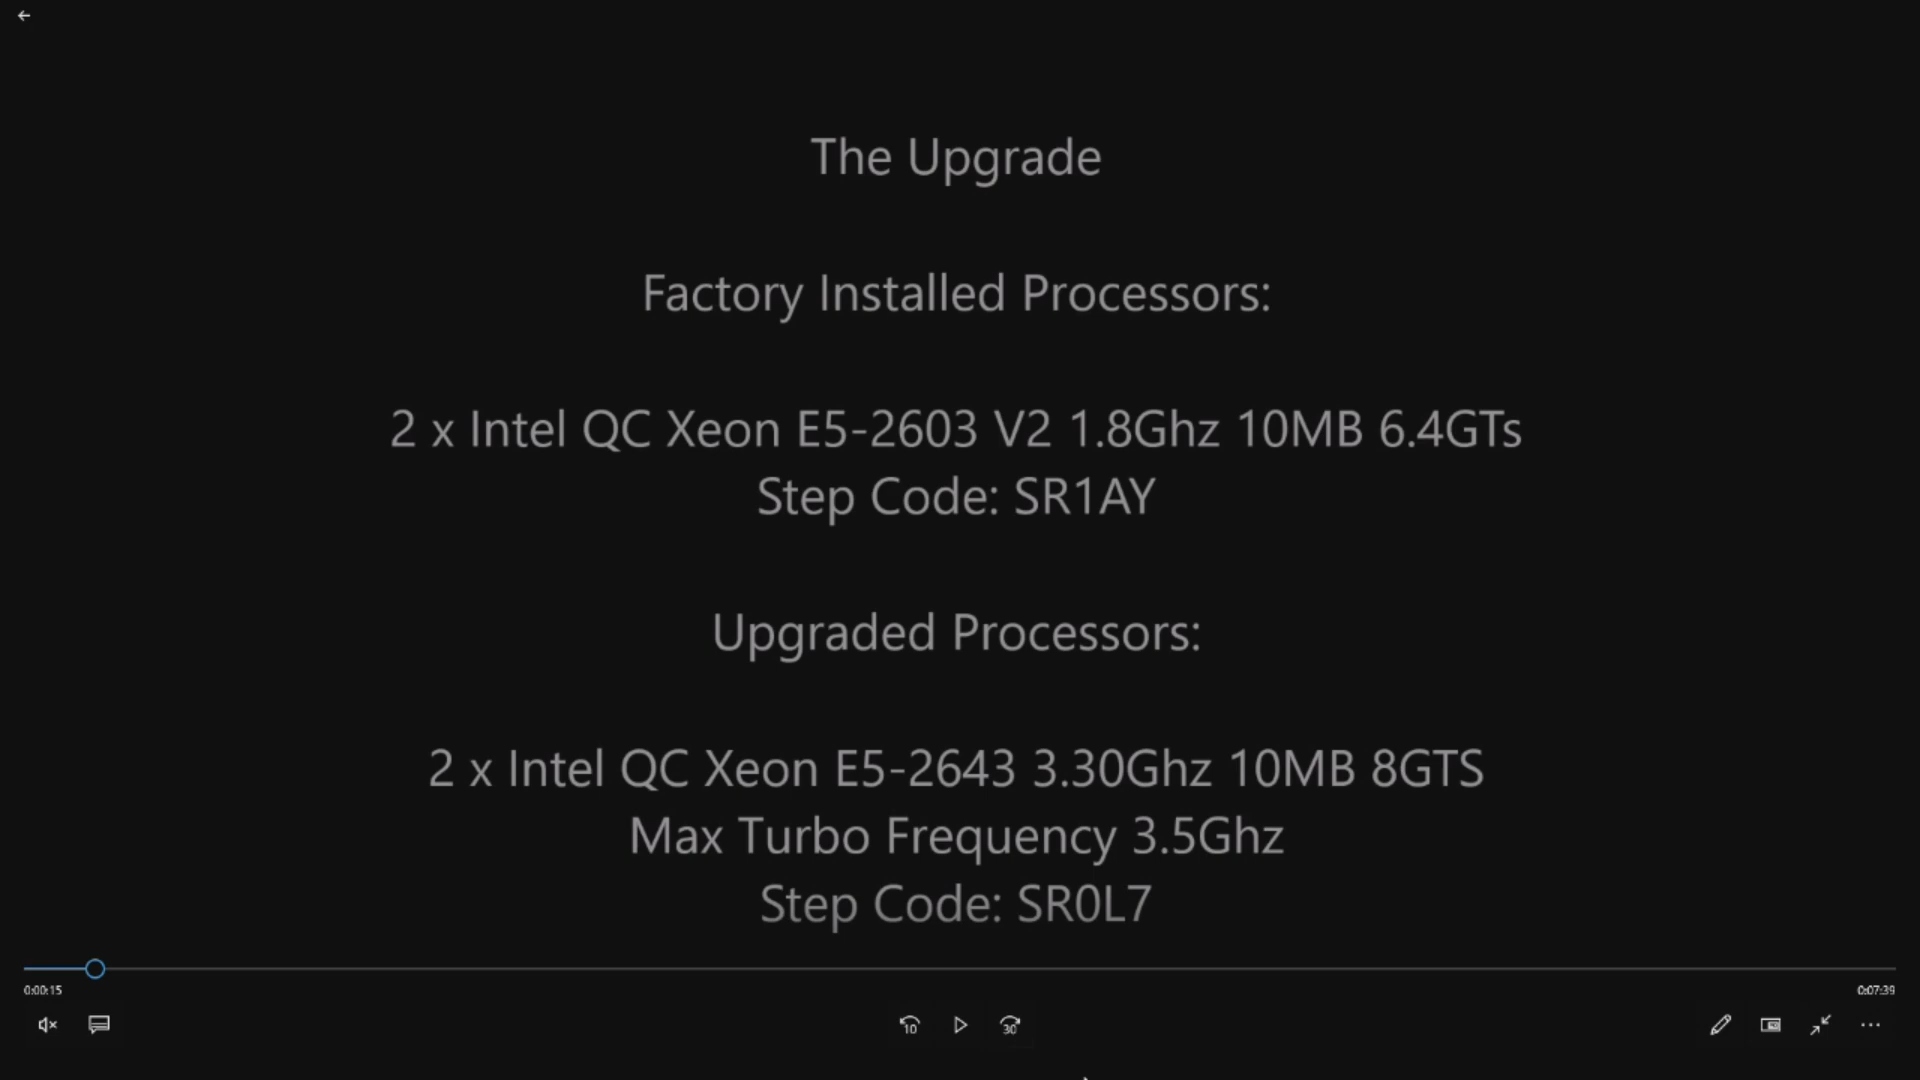 The Upgrade
Factory Installed Processors:
2 x Intel QC Xeon E5-2603 V2 1.8Ghz 10MB 6.4GTs
Step Code: SR1AY
Upgraded Processors:
2 x Intel QC Xeon E5-2643 3.30Ghz 10MB 8GTS
Max Turbo Frequency 3.5Ghz
Step Code: SR0L7
0:00:15
0:07:39
10
30